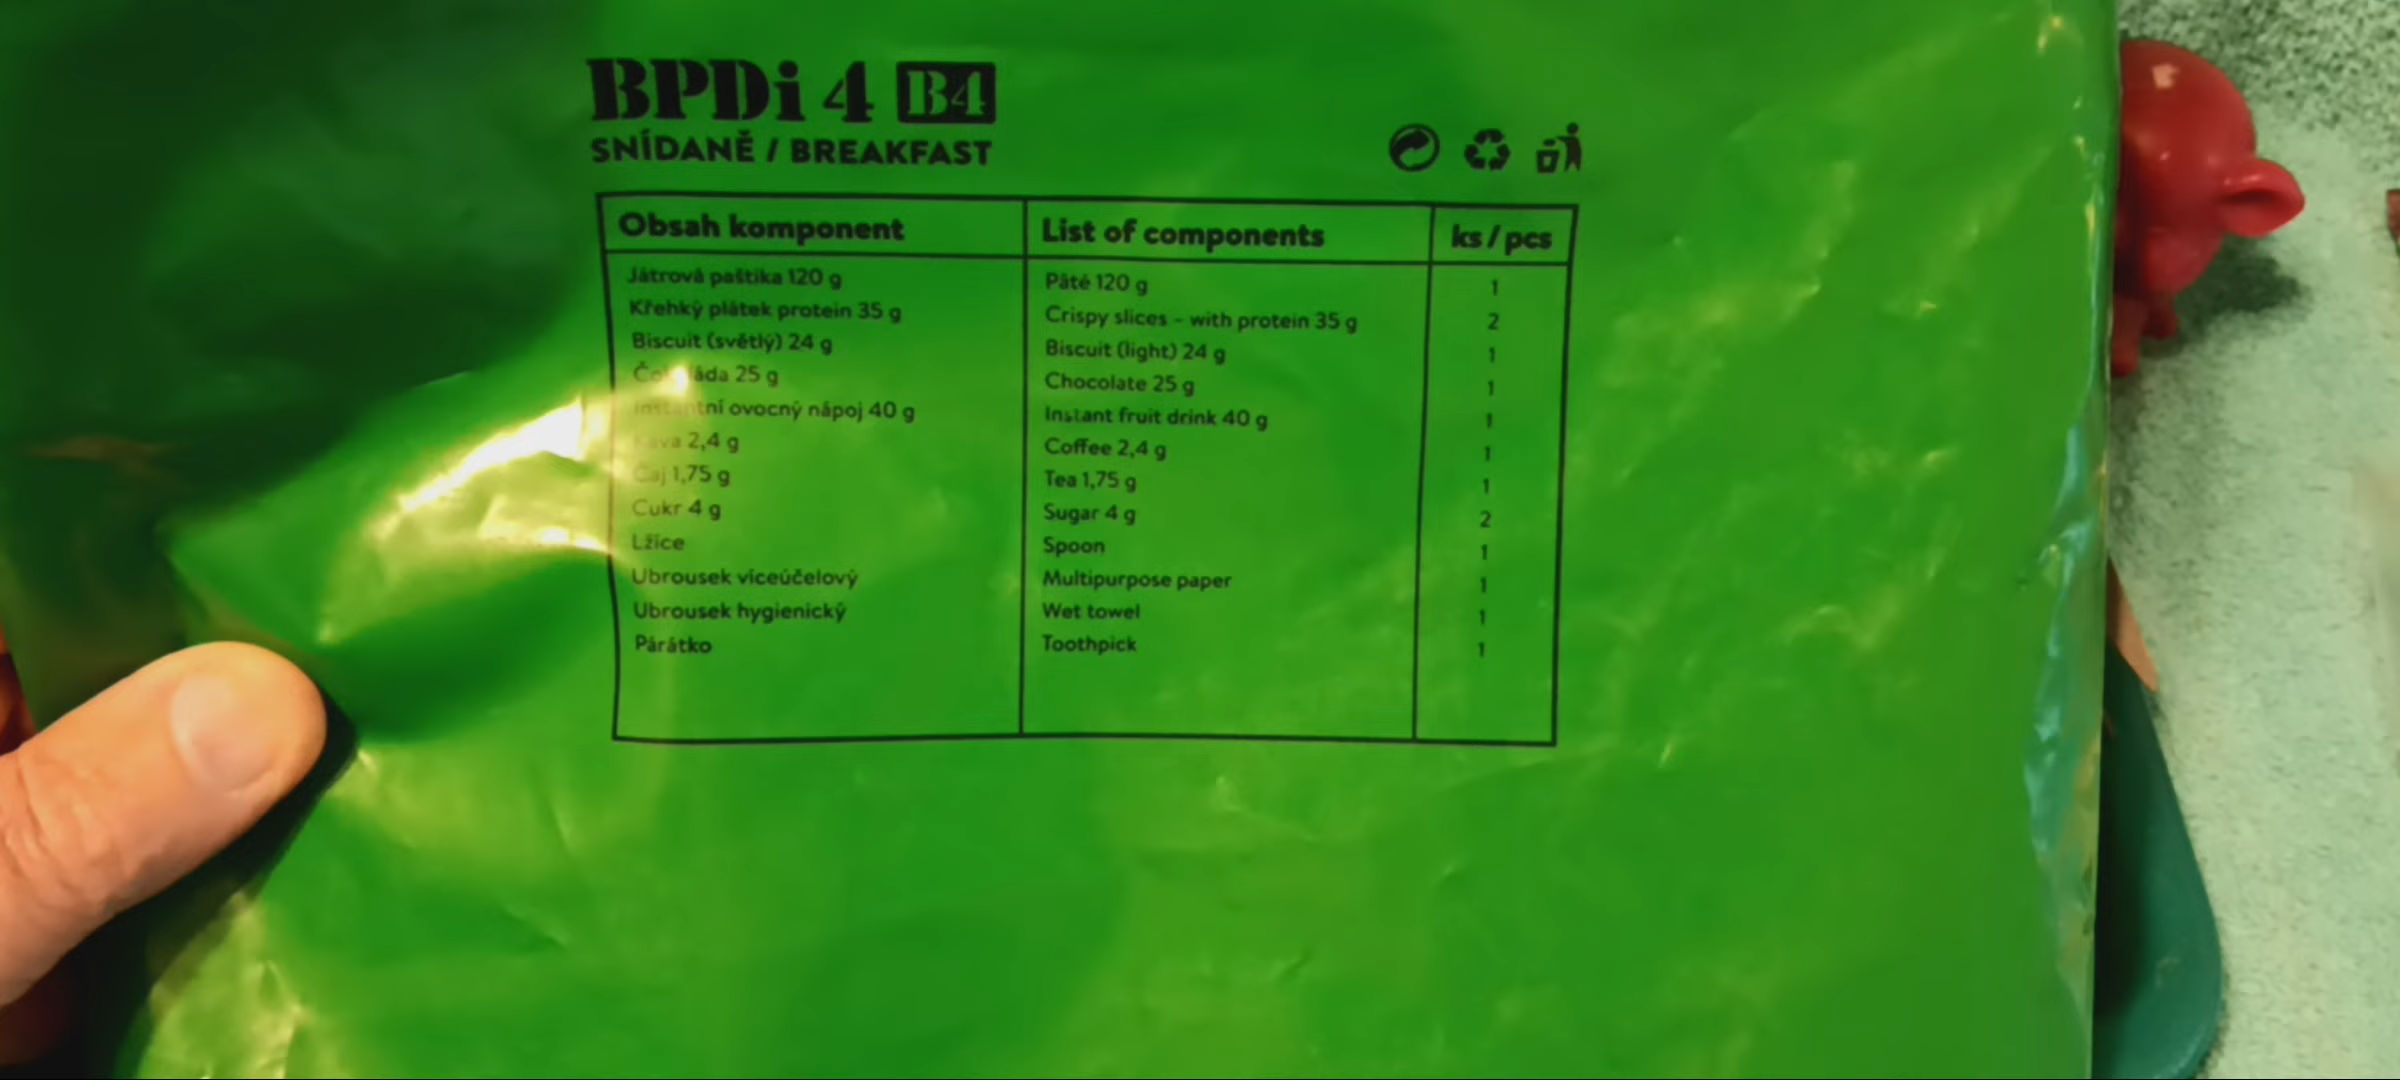 BPDi 4 B4
SNÍDANĚ / BREAKFAST
Obsah komponent List of components ks / pcs
Játrová paštika 120 g Pâté 120 g 1
Křehký plátek protein 35 g Crispy slices - with protein 35 g 2
Biscuit (světlý) 24 g Biscuit (light) 24 g 1
25 g Chocolate 25 g 1
ovocný nápoj 40 g Instant fruit drink 40 g 1
2,4 g Coffee 2,4 g 1
Čaj 1,75 g Tea 1,75 g 1
Cukr 4 g Sugar 4 g 2
Lžíce Spoon 1
Ubrousek víceúčelový Multipurpose paper 1
Ubrousek hygienický Wet towel 1
Párátko Toothpick 1